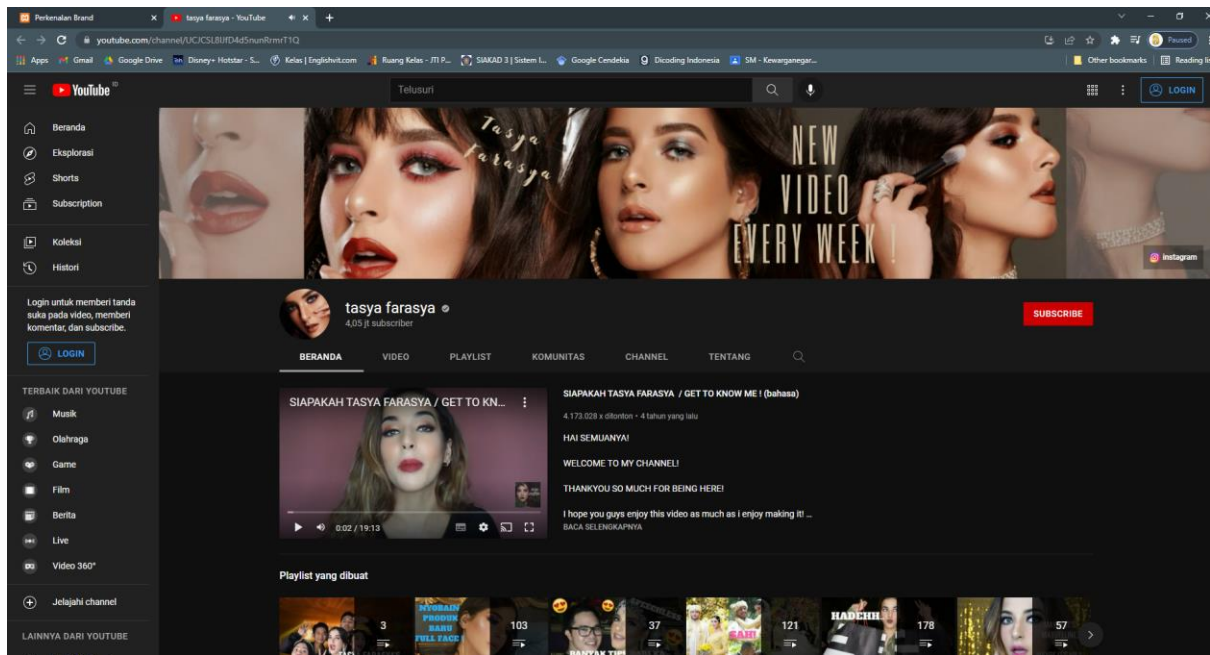 Perkenalan Brand
tasya farasya - YouTube
youtube.com/channel/UCJCSL8IJfD4d5nunRrmrT1Q
Paused
Apps
Gmail
Google Drive
Disney+ Hotstar - S...
Kelas | Englishvit.com
Ruang Kelas - JTI P...
SIAKAD 3 | Sistem I...
Google Cendekia
Dicoding Indonesia
SM - Kewarganegar...
Other bookmarks
Reading lis
YouTube ID
Telusuri
LOGIN
Beranda
Eksplorasi
Shorts
Subscription
Koleksi
Histori
Login untuk memberi tanda
suka pada video, memberi
komentar, dan subscribe.
LOGIN
TERBAIK DARI YOUTUBE
Musik
Olahraga
Game
Film
Berita
Live
Video 360°
Jelajahi channel
LAINNYA DARI YOUTUBE
Tasya
Farasya
NEW
VIDEO
EVERY WEEK !
instagram
tasya farasya
4,05 jt subscriber
SUBSCRIBE
BERANDA
VIDEO
PLAYLIST
KOMUNITAS
CHANNEL
TENTANG
SIAPAKAH TASYA FARASYA / GET TO KN...
0:02 / 19:13
SIAPAKAH TASYA FARASYA / GET TO KNOW ME ! (bahasa)
4.173.028 x ditonton • 4 tahun yang lalu
HAI SEMUANYA!
WELCOME TO MY CHANNEL!
THANKYOU SO MUCH FOR BEING HERE!
I hope you guys enjoy this video as much as i enjoy making it! ...
BACA SELENGKAPNYA
Playlist yang dibuat
3
NYOBAIN
PRODUK
BARU
FULL FACE
103
BANYAK TIPS
37
SAH!
121
HADEHH
178
57